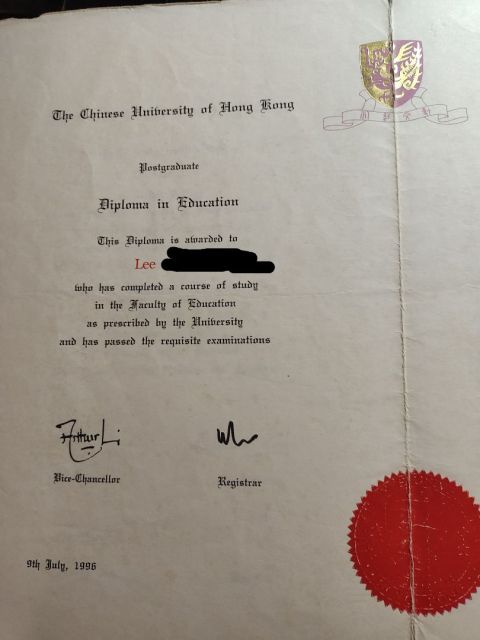 The Chinese University of Hong Kong
Postgraduate
Diploma in Education
This Diploma is awarded to
Lee
who has completed a course of study
in the Faculty of Education
as prescribed by the University
and has passed the requisite examinations
Arthur Li
Vice-Chancellor
Registrar
9th July, 1996